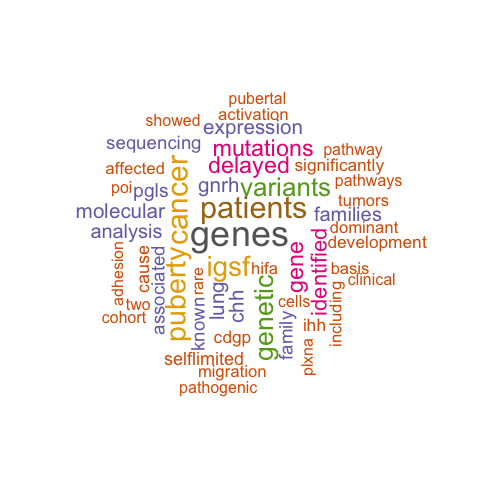 pubertal
activation
showed
expression
sequencing
mutations
pathway
delayed
significantly
affected
pathways
poi
pgls
gnrh
variants
tumors
molecular
patients
families
cancer
analysis
genes
dominant
development
puberty
igsf
hifa
gene
identified
basis
clinical
adhesion
cause
associated
rare
lung
chh
genetic
cells
including
two
cohort
known
cdgp
family
ihh
plxna
selflimited
migration
pathogenic